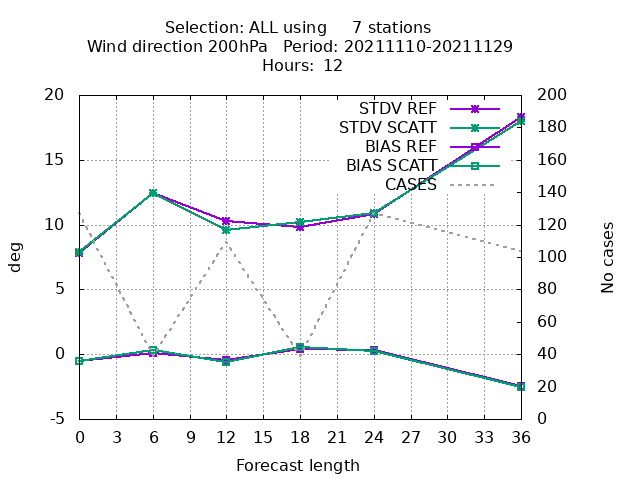 Selection: ALL using     7 stations
Wind direction 200hPa   Period: 20211110-20211129
Hours:  12
20
15
10
5
0
-5
deg
STDV REF
STDV SCATT
BIAS REF
BIAS SCATT
CASES
200
180
160
140
120
100
80
60
40
20
0
No cases
0 3 6 9 12 15 18 21 24 27 30 33 36
Forecast length